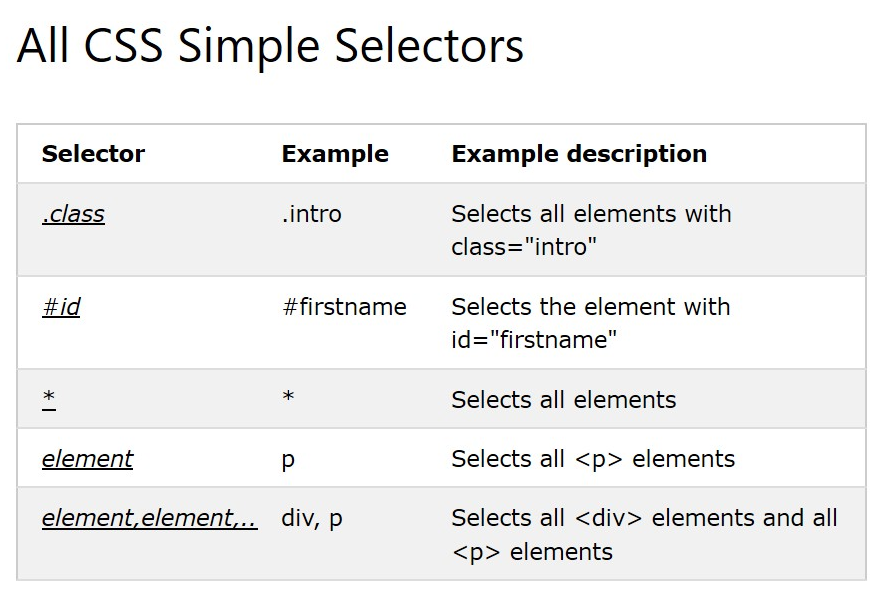 All CSS Simple Selectors
Selector Example Example description
.class .intro Selects all elements with
class="intro"
#id #firstname Selects the element with
id="firstname"
* * Selects all elements
element p Selects all <p> elements
element,element,.. div, p Selects all <div> elements and all
<p> elements